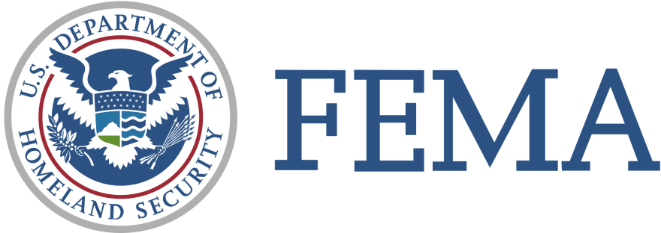 U.S. DEPARTMENT OF
HOMELAND SECURITY
FEMA